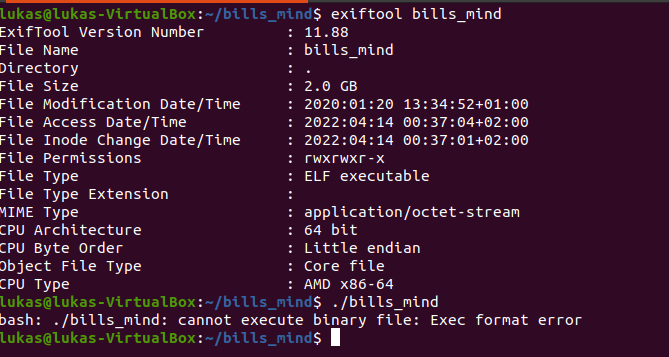 lukas@lukas-VirtualBox:~/bills_mind$ exiftool bills_mind
ExifTool Version Number         : 11.88
File Name                       : bills_mind
Directory                       : .
File Size                       : 2.0 GB
File Modification Date/Time     : 2020:01:20 13:34:52+01:00
File Access Date/Time           : 2022:04:14 00:37:04+02:00
File Inode Change Date/Time     : 2022:04:14 00:37:01+02:00
File Permissions                : rwxrwxr-x
File Type                       : ELF executable
File Type Extension             :
MIME Type                       : application/octet-stream
CPU Architecture                : 64 bit
CPU Byte Order                  : Little endian
Object File Type                : Core file
CPU Type                        : AMD x86-64
lukas@lukas-VirtualBox:~/bills_mind$ ./bills_mind
bash: ./bills_mind: cannot execute binary file: Exec format error
lukas@lukas-VirtualBox:~/bills_mind$